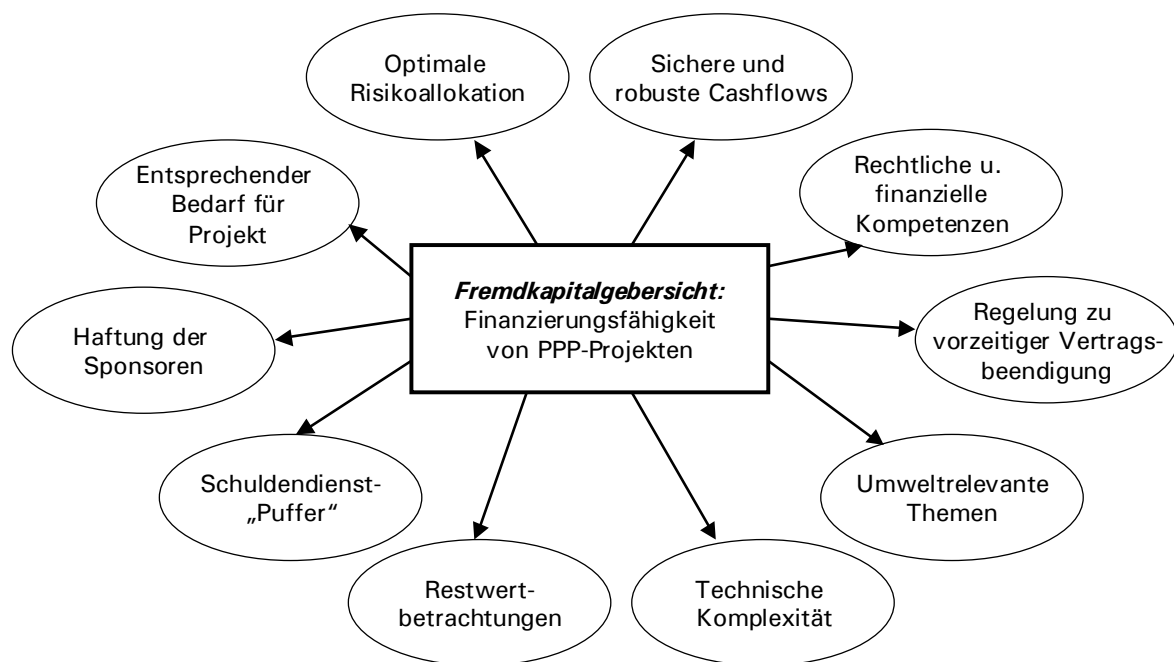 Optimale
Risikoallokation
Sichere und
robuste Cashflows
Entsprechender
Bedarf für
Projekt
Rechtliche u.
finanzielle
Kompetenzen
Fremdkapitalgebersicht:
Finanzierungsfähigkeit
von PPP-Projekten
Haftung der
Sponsoren
Regelung zu
vorzeitiger Vertrags-
beendigung
Schuldendienst-
„Puffer“
Umweltrelevante
Themen
Restwert-
betrachtungen
Technische
Komplexität